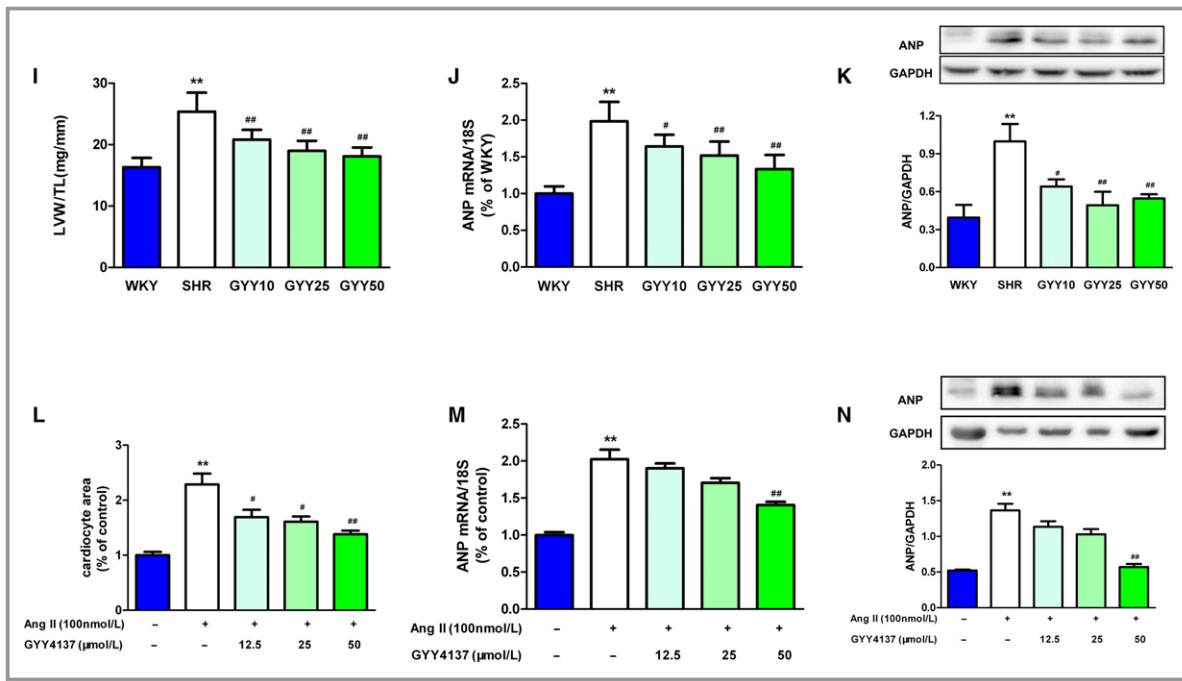 I
LVW/TL(mg/mm)
30
20
10
0
**
##
##
##
WKY SHR GYY10 GYY25 GYY50
J
ANP mRNA/18S
(% of WKY)
2.5
2.0
1.5
1.0
0.5
0.0
**
#
##
##
WKY SHR GYY10 GYY25 GYY50
K
ANP
GAPDH
ANP/GAPDH
1.2
0.9
0.6
0.3
0.0
**
#
##
##
WKY SHR GYY10 GYY25 GYY50
L
cardiocyte area
(% of control)
3
2
1
0
**
#
#
##
Ang II (100nmol/L) – + + + +
GYY4137 (μmol/L) – – 12.5 25 50
M
ANP mRNA/18S
(% of control)
2.5
2.0
1.5
1.0
0.5
0.0
**
##
Ang II (100nmol/L) – + + + +
GYY4137 (μmol/L) – – 12.5 25 50
N
ANP
GAPDH
ANP/GAPDH
1.5
1.0
0.5
0.0
**
##
Ang II (100nmol/L) – + + + +
GYY4137 (μmol/L) – – 12.5 25 50